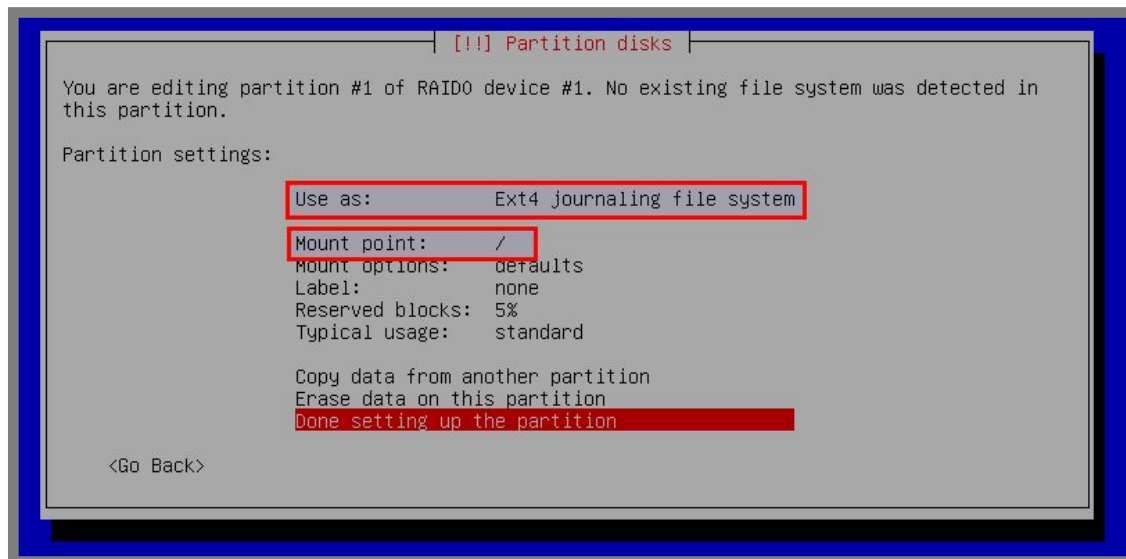 [!!] Partition disks
You are editing partition #1 of RAID0 device #1. No existing file system was detected in
this partition.
Partition settings:
Use as: Ext4 journaling file system
Mount point: /
Mount options: defaults
Label: none
Reserved blocks: 5%
Typical usage: standard
Copy data from another partition
Erase data on this partition
Done setting up the partition
<Go Back>